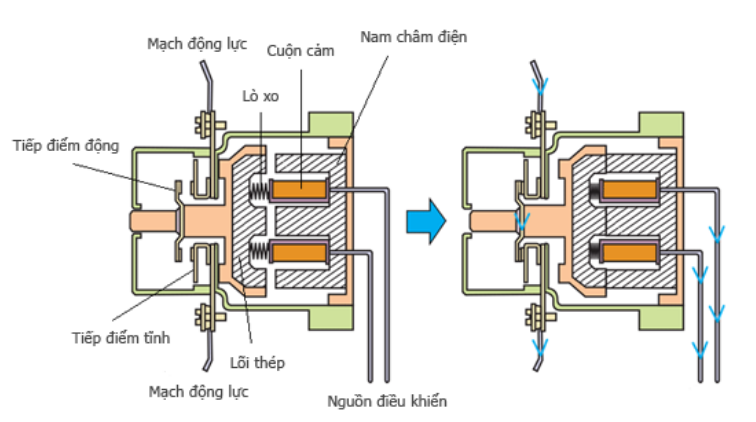 Mạch động lực
Cuộn cảm
Nam châm điện
Lò xo
Tiếp điểm động
Tiếp điểm tĩnh
Lõi thép
Mạch động lực
Nguồn điều khiển